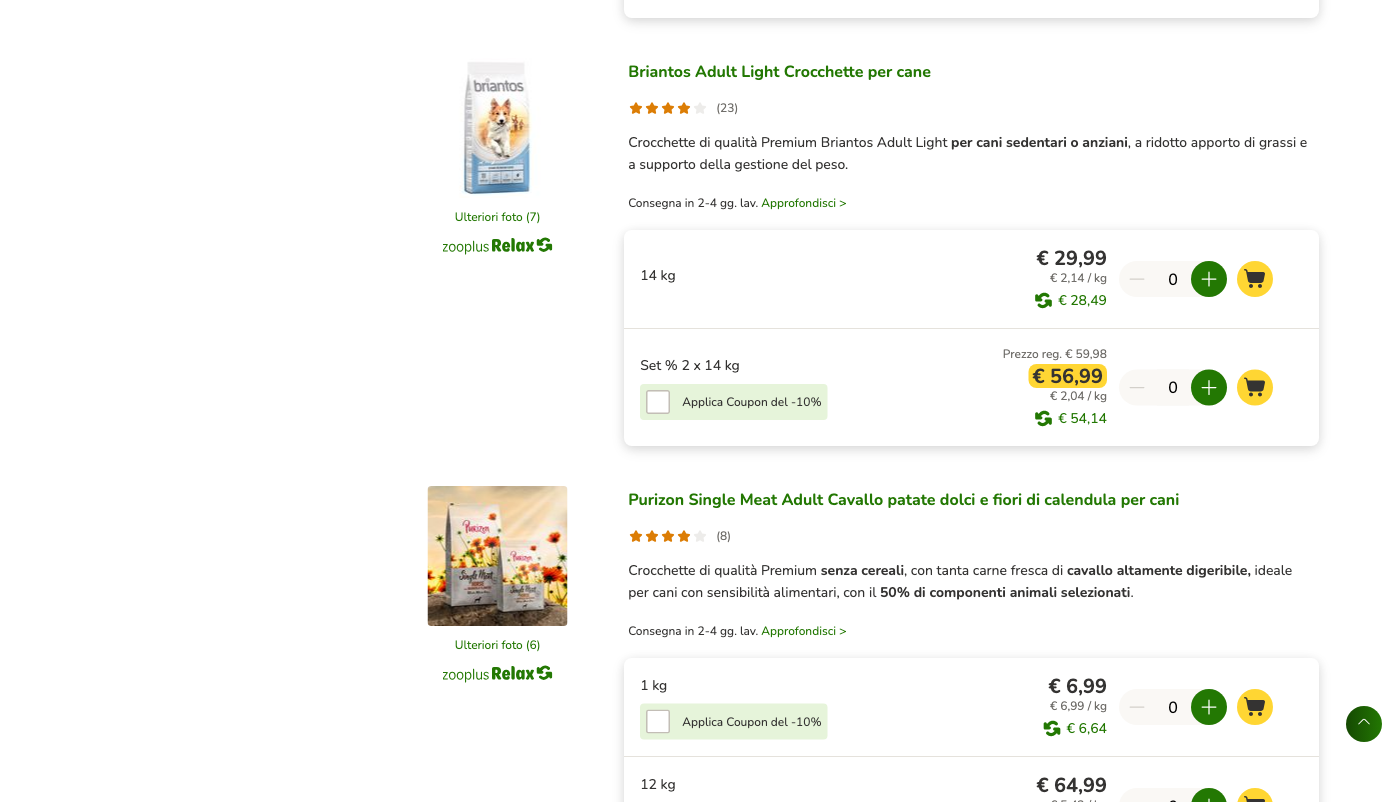 Briantos Adult Light Crocchette per cane
briantos
(23)
Crocchette di qualità Premium Briantos Adult Light per cani sedentari o anziani, a ridotto apporto di grassi e
a supporto della gestione del peso.
Ulteriori foto (7)
Consegna in 2-4 gg. lav. Approfondisci >
zooplus Relax
14 kg
€ 29,99
€ 2,14 / kg
€ 28,49
0
Set % 2 x 14 kg
Applica Coupon del -10%
Prezzo reg. € 59,98
€ 56,99
€ 2,04 / kg
€ 54,14
0
Purizon Single Meat Adult Cavallo patate dolci e fiori di calendula per cani
PURIZON
PURIZON
Single Meat
Single Meat
(8)
Crocchette di qualità Premium senza cereali, con tanta carne fresca di cavallo altamente digeribile, ideale
per cani con sensibilità alimentari, con il 50% di componenti animali selezionati.
Ulteriori foto (6)
Consegna in 2-4 gg. lav. Approfondisci >
zooplus Relax
1 kg
Applica Coupon del -10%
€ 6,99
€ 6,99 / kg
€ 6,64
0
12 kg
€ 64,99